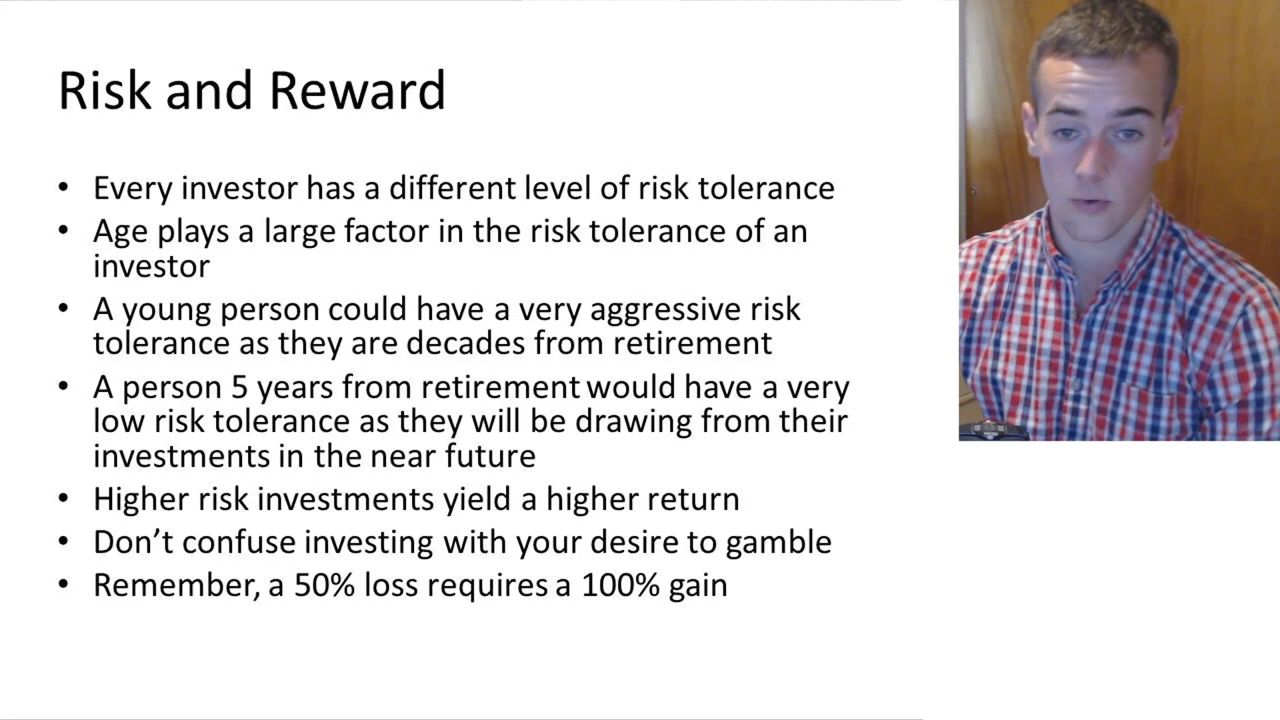 Risk and Reward
• Every investor has a different level of risk tolerance
• Age plays a large factor in the risk tolerance of an
investor
• A young person could have a very aggressive risk
tolerance as they are decades from retirement
• A person 5 years from retirement would have a very
low risk tolerance as they will be drawing from their
investments in the near future
• Higher risk investments yield a higher return
• Don’t confuse investing with your desire to gamble
• Remember, a 50% loss requires a 100% gain